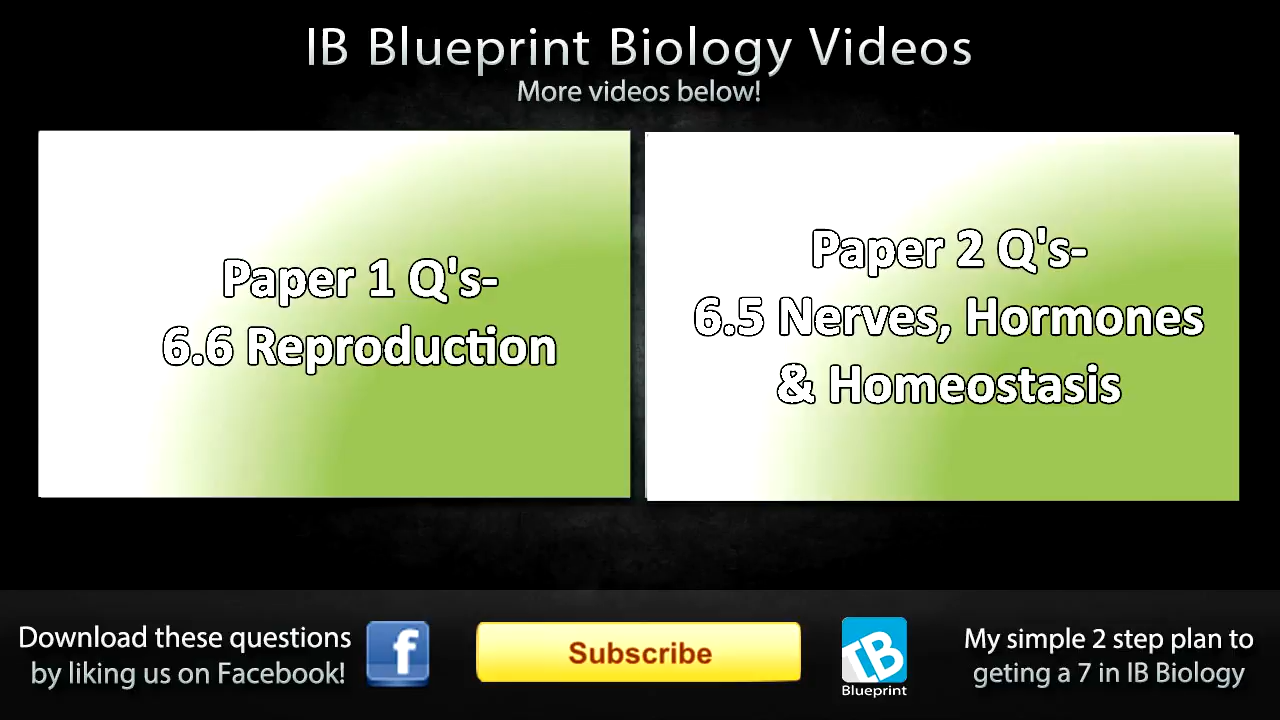 IB Blueprint Biology Videos
More videos below!
Paper 1 Q's-
6.6 Reproduction
Paper 2 Q's-
6.5 Nerves, Hormones
& Homeostasis
Download these questions
by liking us on Facebook!
f
Subscribe
IB
Blueprint
My simple 2 step plan to
geting a 7 in IB Biology